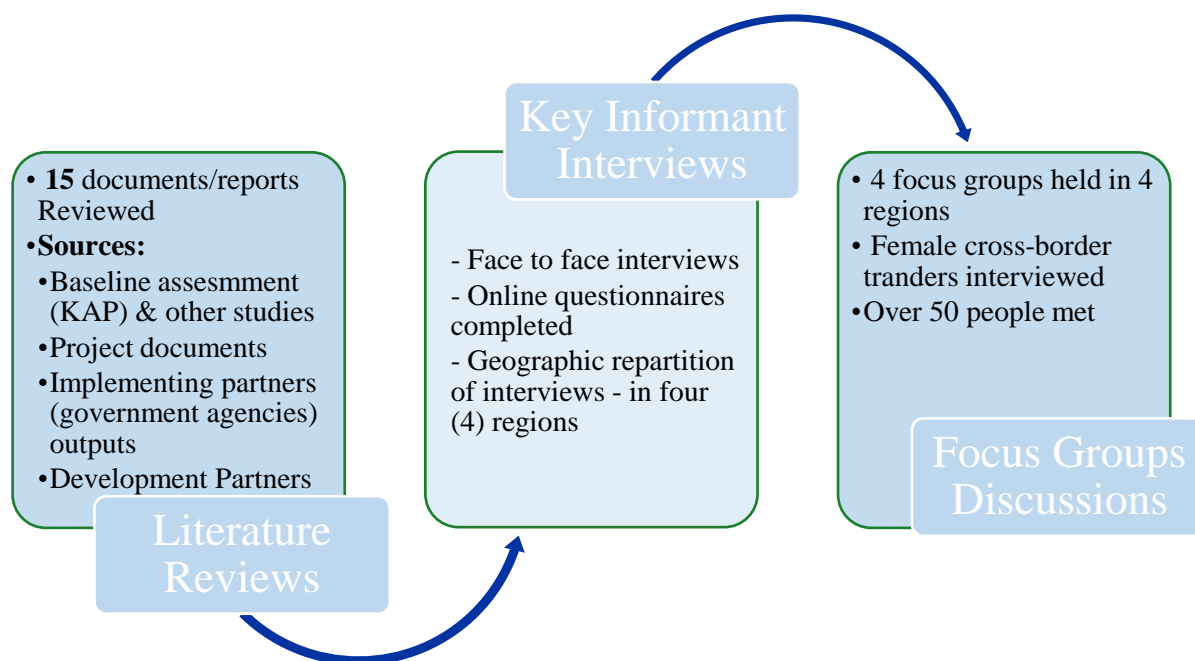 • 15 documents/reports
Reviewed
•Sources:
•Baseline assesmment
(KAP) & other studies
•Project documents
•Implementing partners
(government agencies)
outputs
•Development Partners
Literature
Reviews
Key Informant
Interviews
- Face to face interviews
- Online questionnaires
completed
- Geographic repartition
of interviews - in four
(4) regions
• 4 focus groups held in 4
regions
• Female cross-border
tranders interviewed
•Over 50 people met
Focus Groups
Discussions